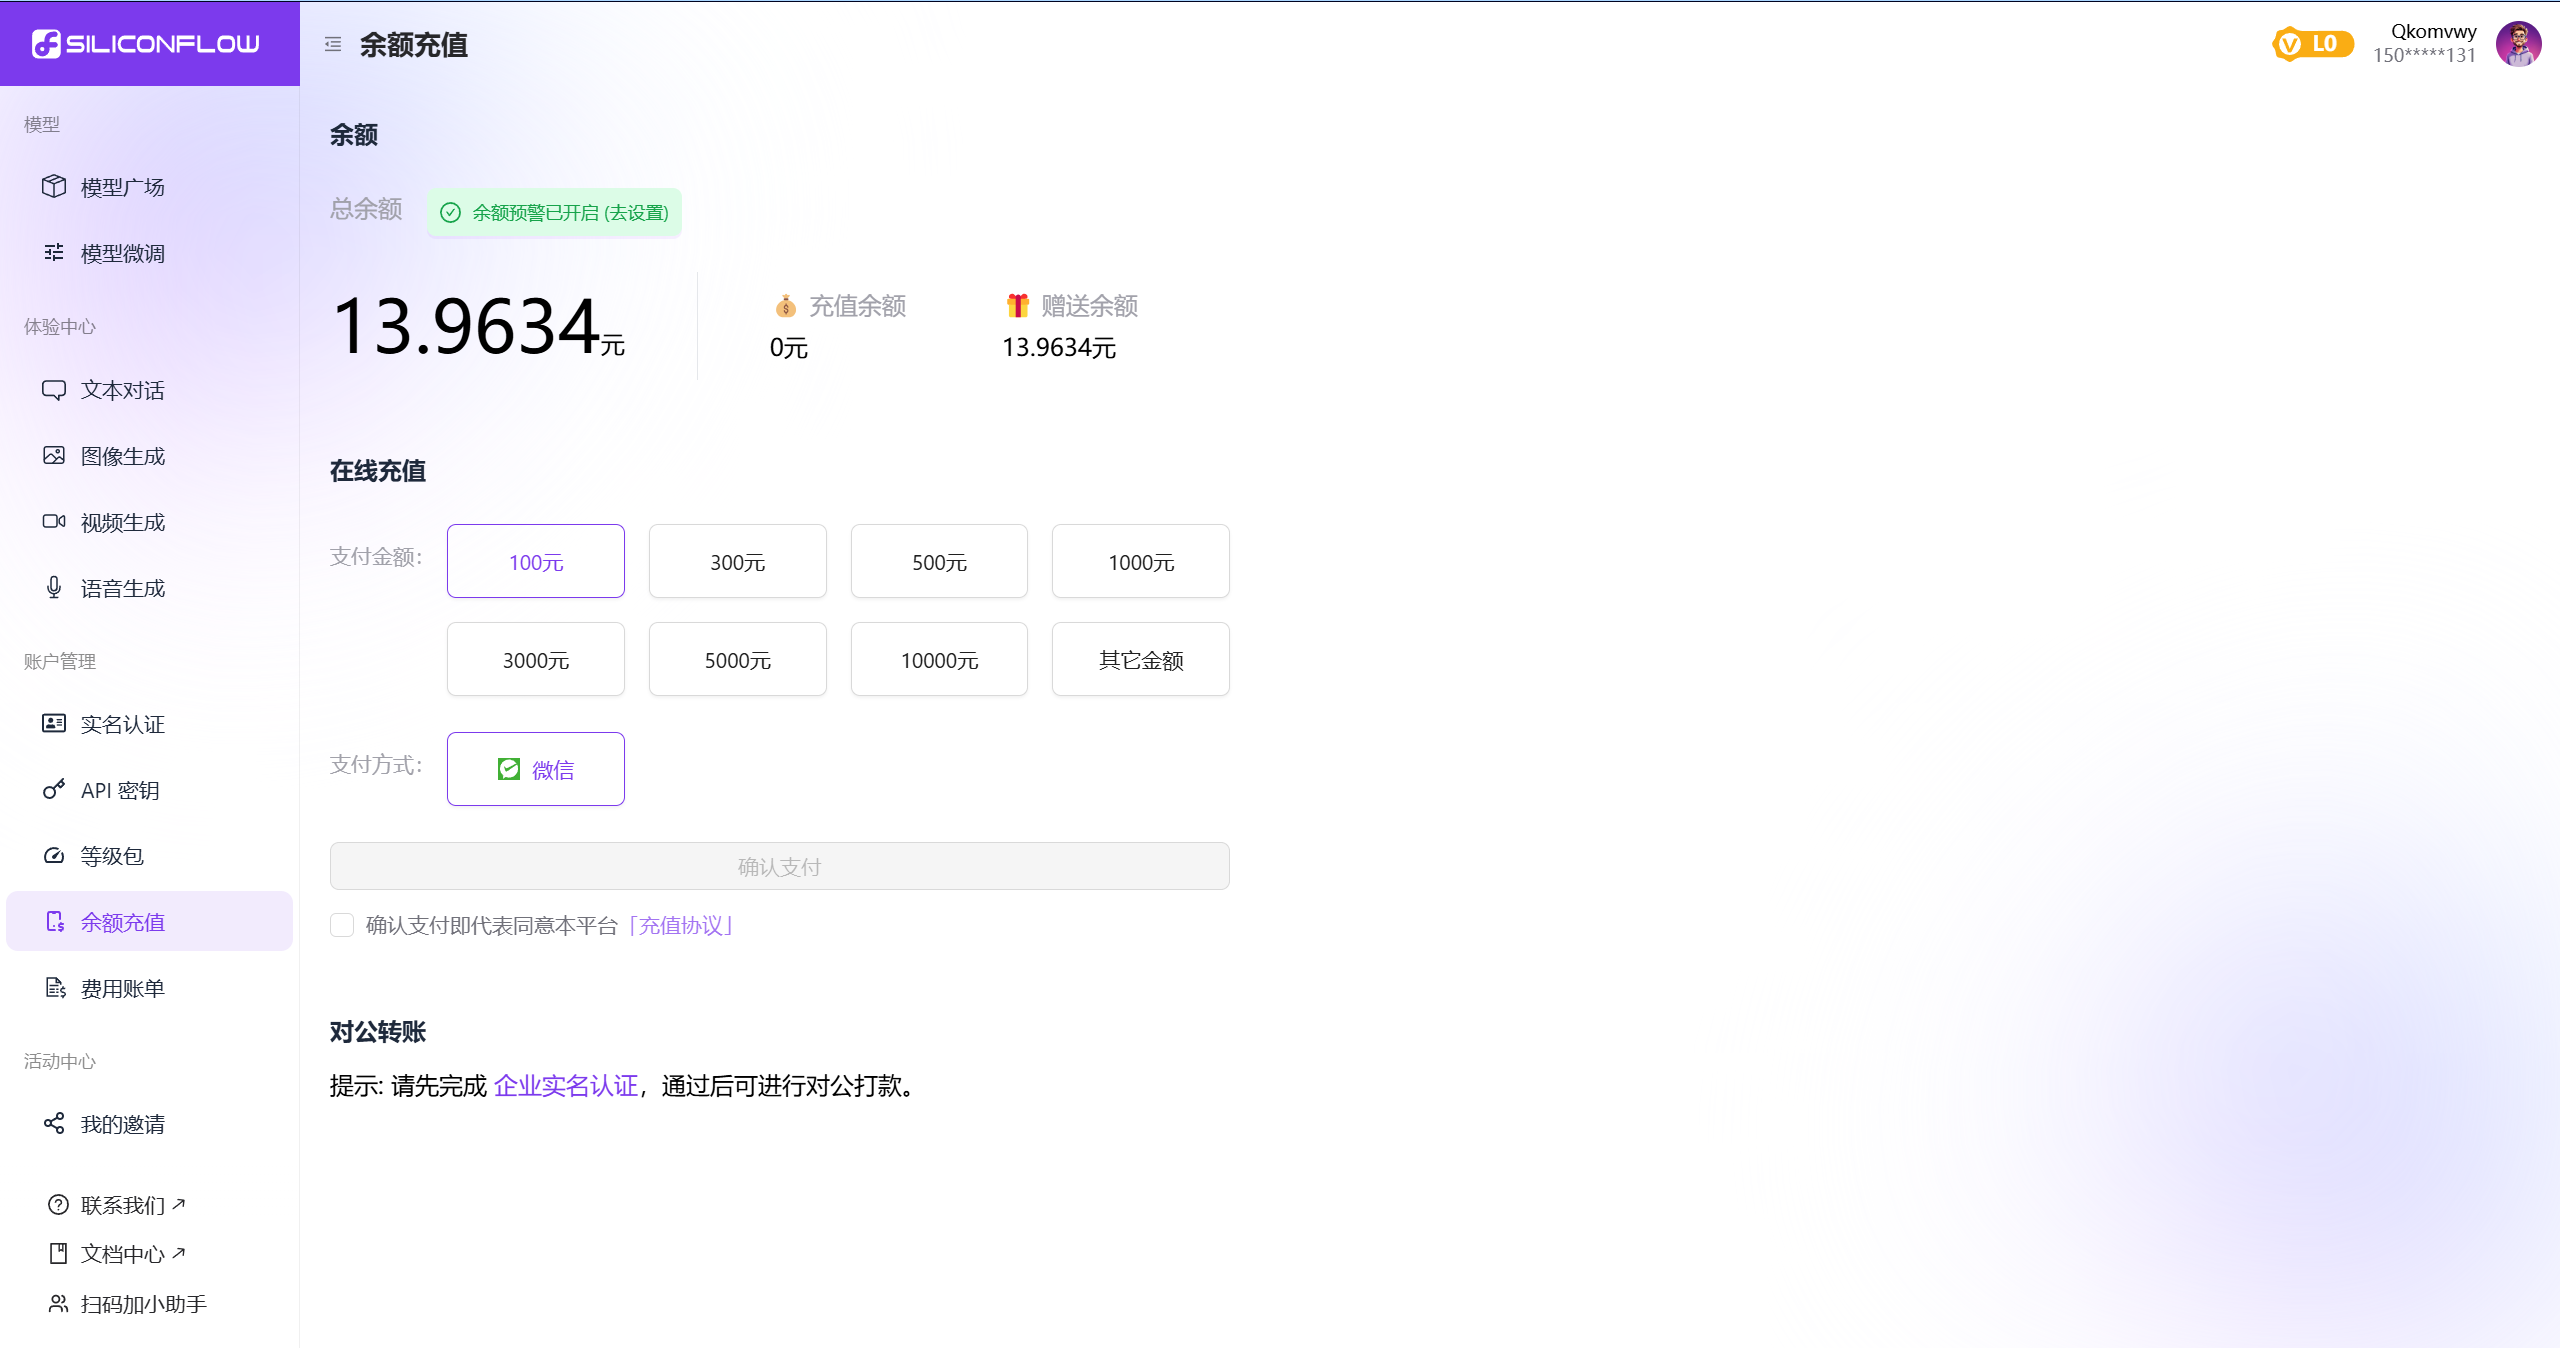 SILICONFLOW
余额充值
L0
Qkomvwy
150*****131
模型
模型广场
模型微调
体验中心
文本对话
图像生成
视频生成
语音生成
账户管理
实名认证
API 密钥
等级包
余额充值
费用账单
活动中心
我的邀请
联系我们
文档中心
扫码加小助手
余额
总余额
余额预警已开启 (去设置)
13.9634元
充值余额
0元
赠送余额
13.9634元
在线充值
支付金额:
100元
300元
500元
1000元
3000元
5000元
10000元
其它金额
支付方式:
微信
确认支付
确认支付即代表同意本平台「充值协议」
对公转账
提示: 请先完成 企业实名认证，通过后可进行对公打款。